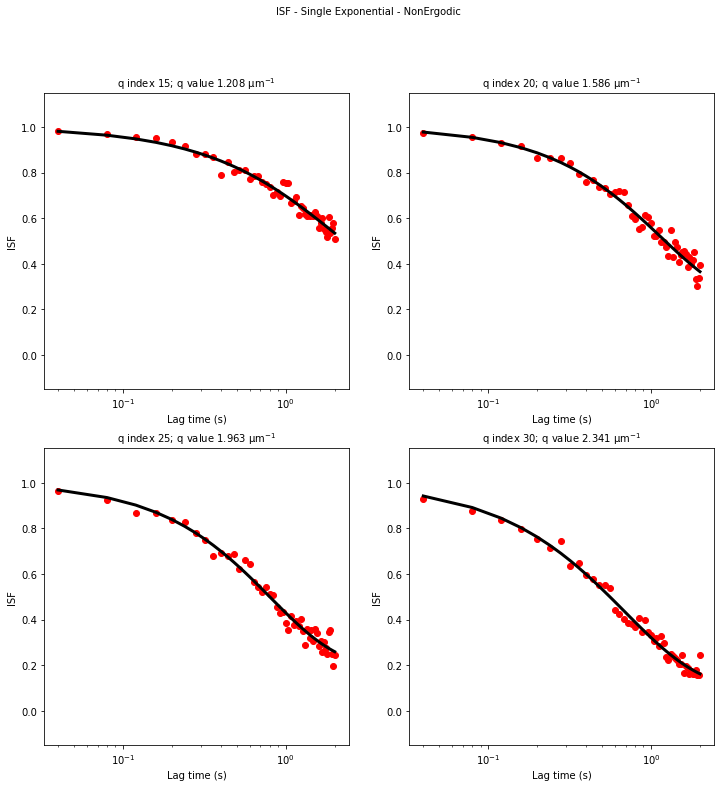 ISF - Single Exponential - NonErgodic
q index 15; q value 1.208 μm⁻¹
1.0
0.8
0.6
0.4
0.2
0.0
ISF
10⁻¹ 10⁰
Lag time (s)
q index 20; q value 1.586 μm⁻¹
1.0
0.8
0.6
0.4
0.2
0.0
ISF
10⁻¹ 10⁰
Lag time (s)
q index 25; q value 1.963 μm⁻¹
1.0
0.8
0.6
0.4
0.2
0.0
ISF
10⁻¹ 10⁰
Lag time (s)
q index 30; q value 2.341 μm⁻¹
1.0
0.8
0.6
0.4
0.2
0.0
ISF
10⁻¹ 10⁰
Lag time (s)